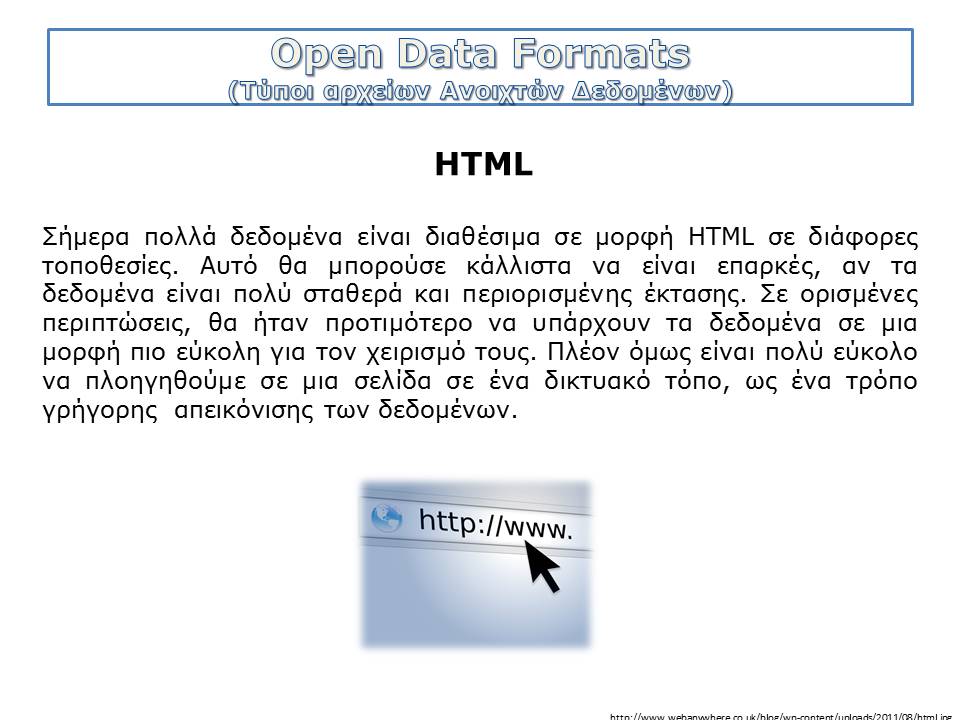 Open Data Formats
(Τύποι αρχείων Ανοιχτών Δεδομένων)
HTML
Σήμερα πολλά δεδομένα είναι διαθέσιμα σε μορφή HTML σε διάφορες
τοποθεσίες. Αυτό θα μπορούσε κάλλιστα να είναι επαρκές, αν τα
δεδομένα είναι πολύ σταθερά και περιορισμένης έκτασης. Σε ορισμένες
περιπτώσεις, θα ήταν προτιμότερο να υπάρχουν τα δεδομένα σε μια
μορφή πιο εύκολη για τον χειρισμό τους. Πλέον όμως είναι πολύ εύκολο
να πλοηγηθούμε σε μια σελίδα σε ένα δικτυακό τόπο, ως ένα τρόπο
γρήγορης απεικόνισης των δεδομένων.
http://www.
http://www.webanywhere.co.uk/blog/wp-content/uploads/2011/08/html.jpg